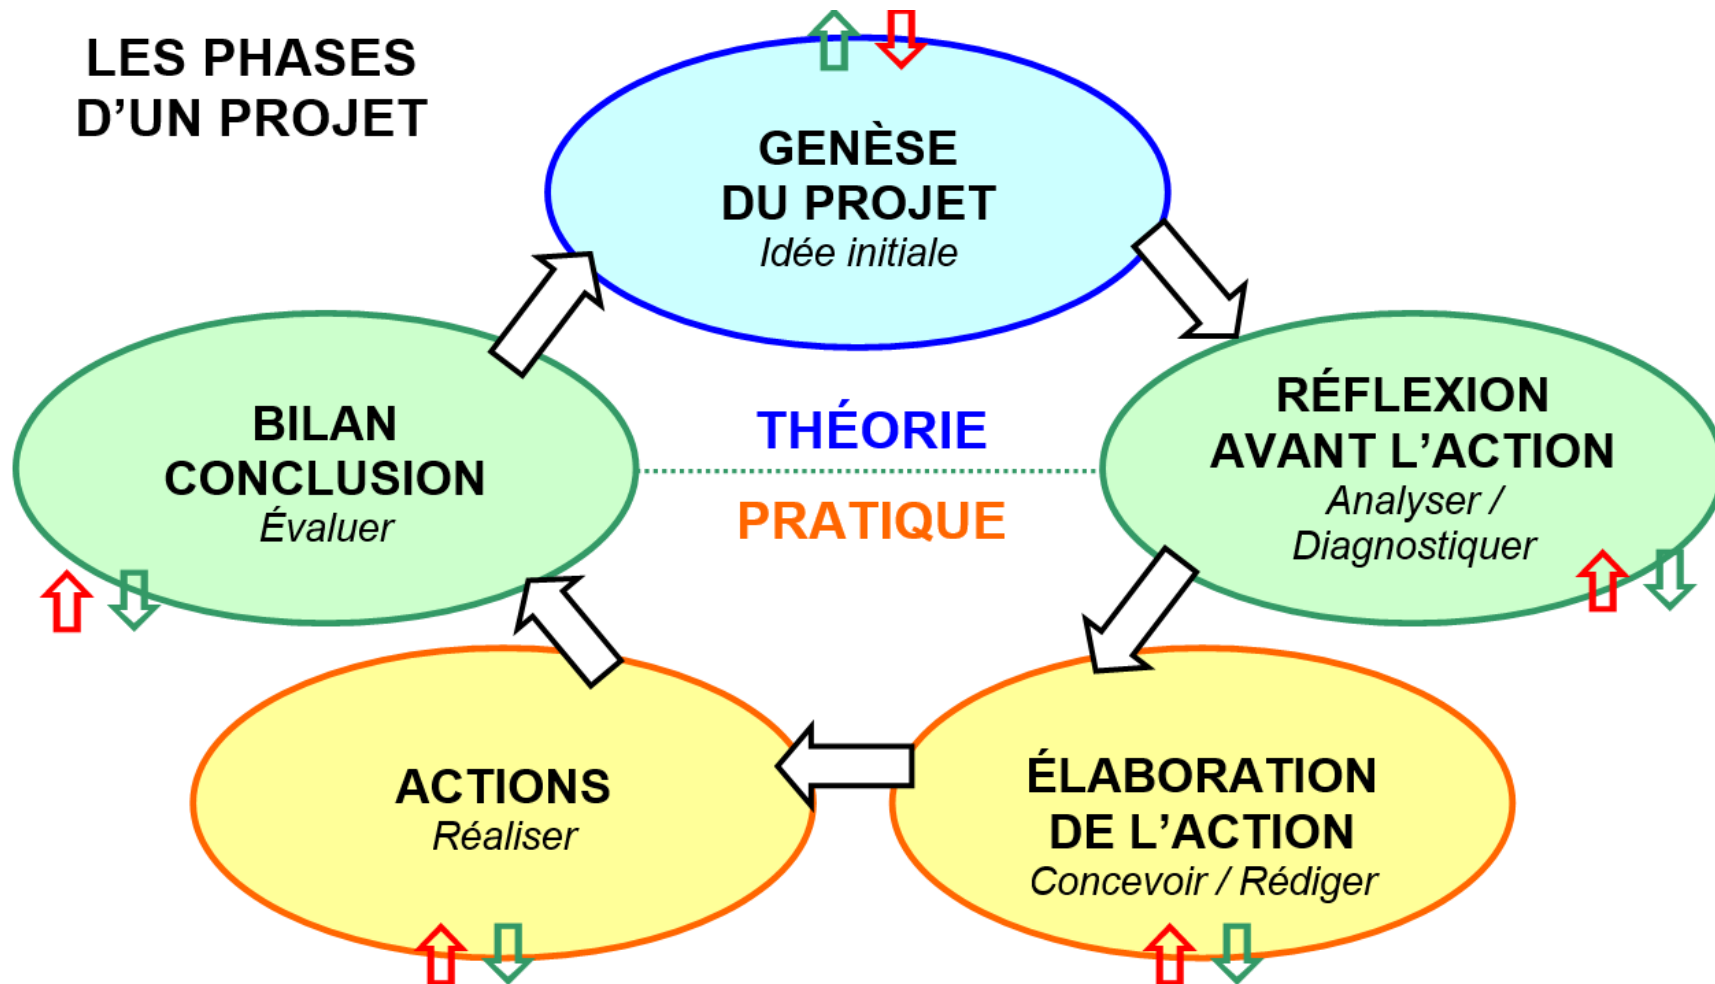 LES PHASES
D’UN PROJET
GENÈSE
DU PROJET
Idée initiale
RÉFLEXION
AVANT L’ACTION
Analyser /
Diagnostiquer
THÉORIE
PRATIQUE
BILAN
CONCLUSION
Évaluer
ACTIONS
Réaliser
ÉLABORATION
DE L’ACTION
Concevoir / Rédiger